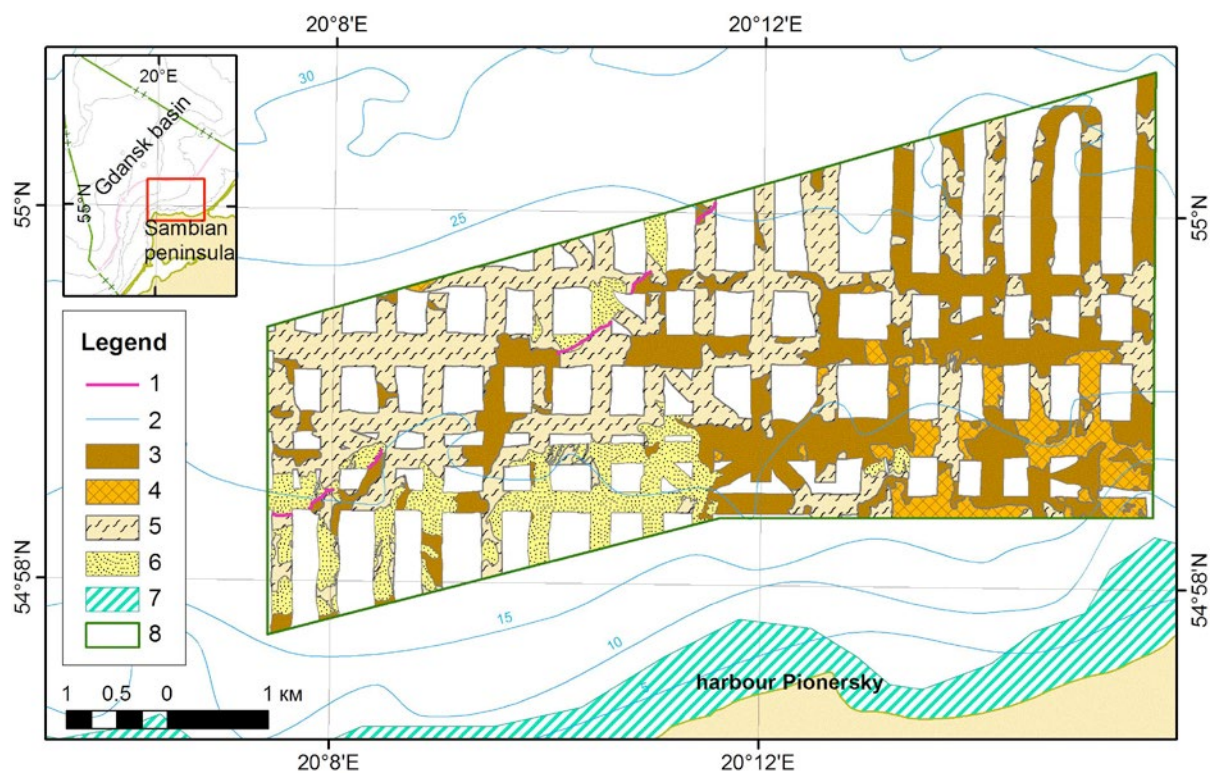 20°8'E
20°12'E
20°E
Gdansk basin
55°N
Sambian
peninsula
30
25
55°N
55°N
Legend
1
2
3
4
5
6
7
8
54°58'N
54°58'N
15
10
5
harbour Pionersky
1 0.5 0 1 км
20°8'E
20°12'E